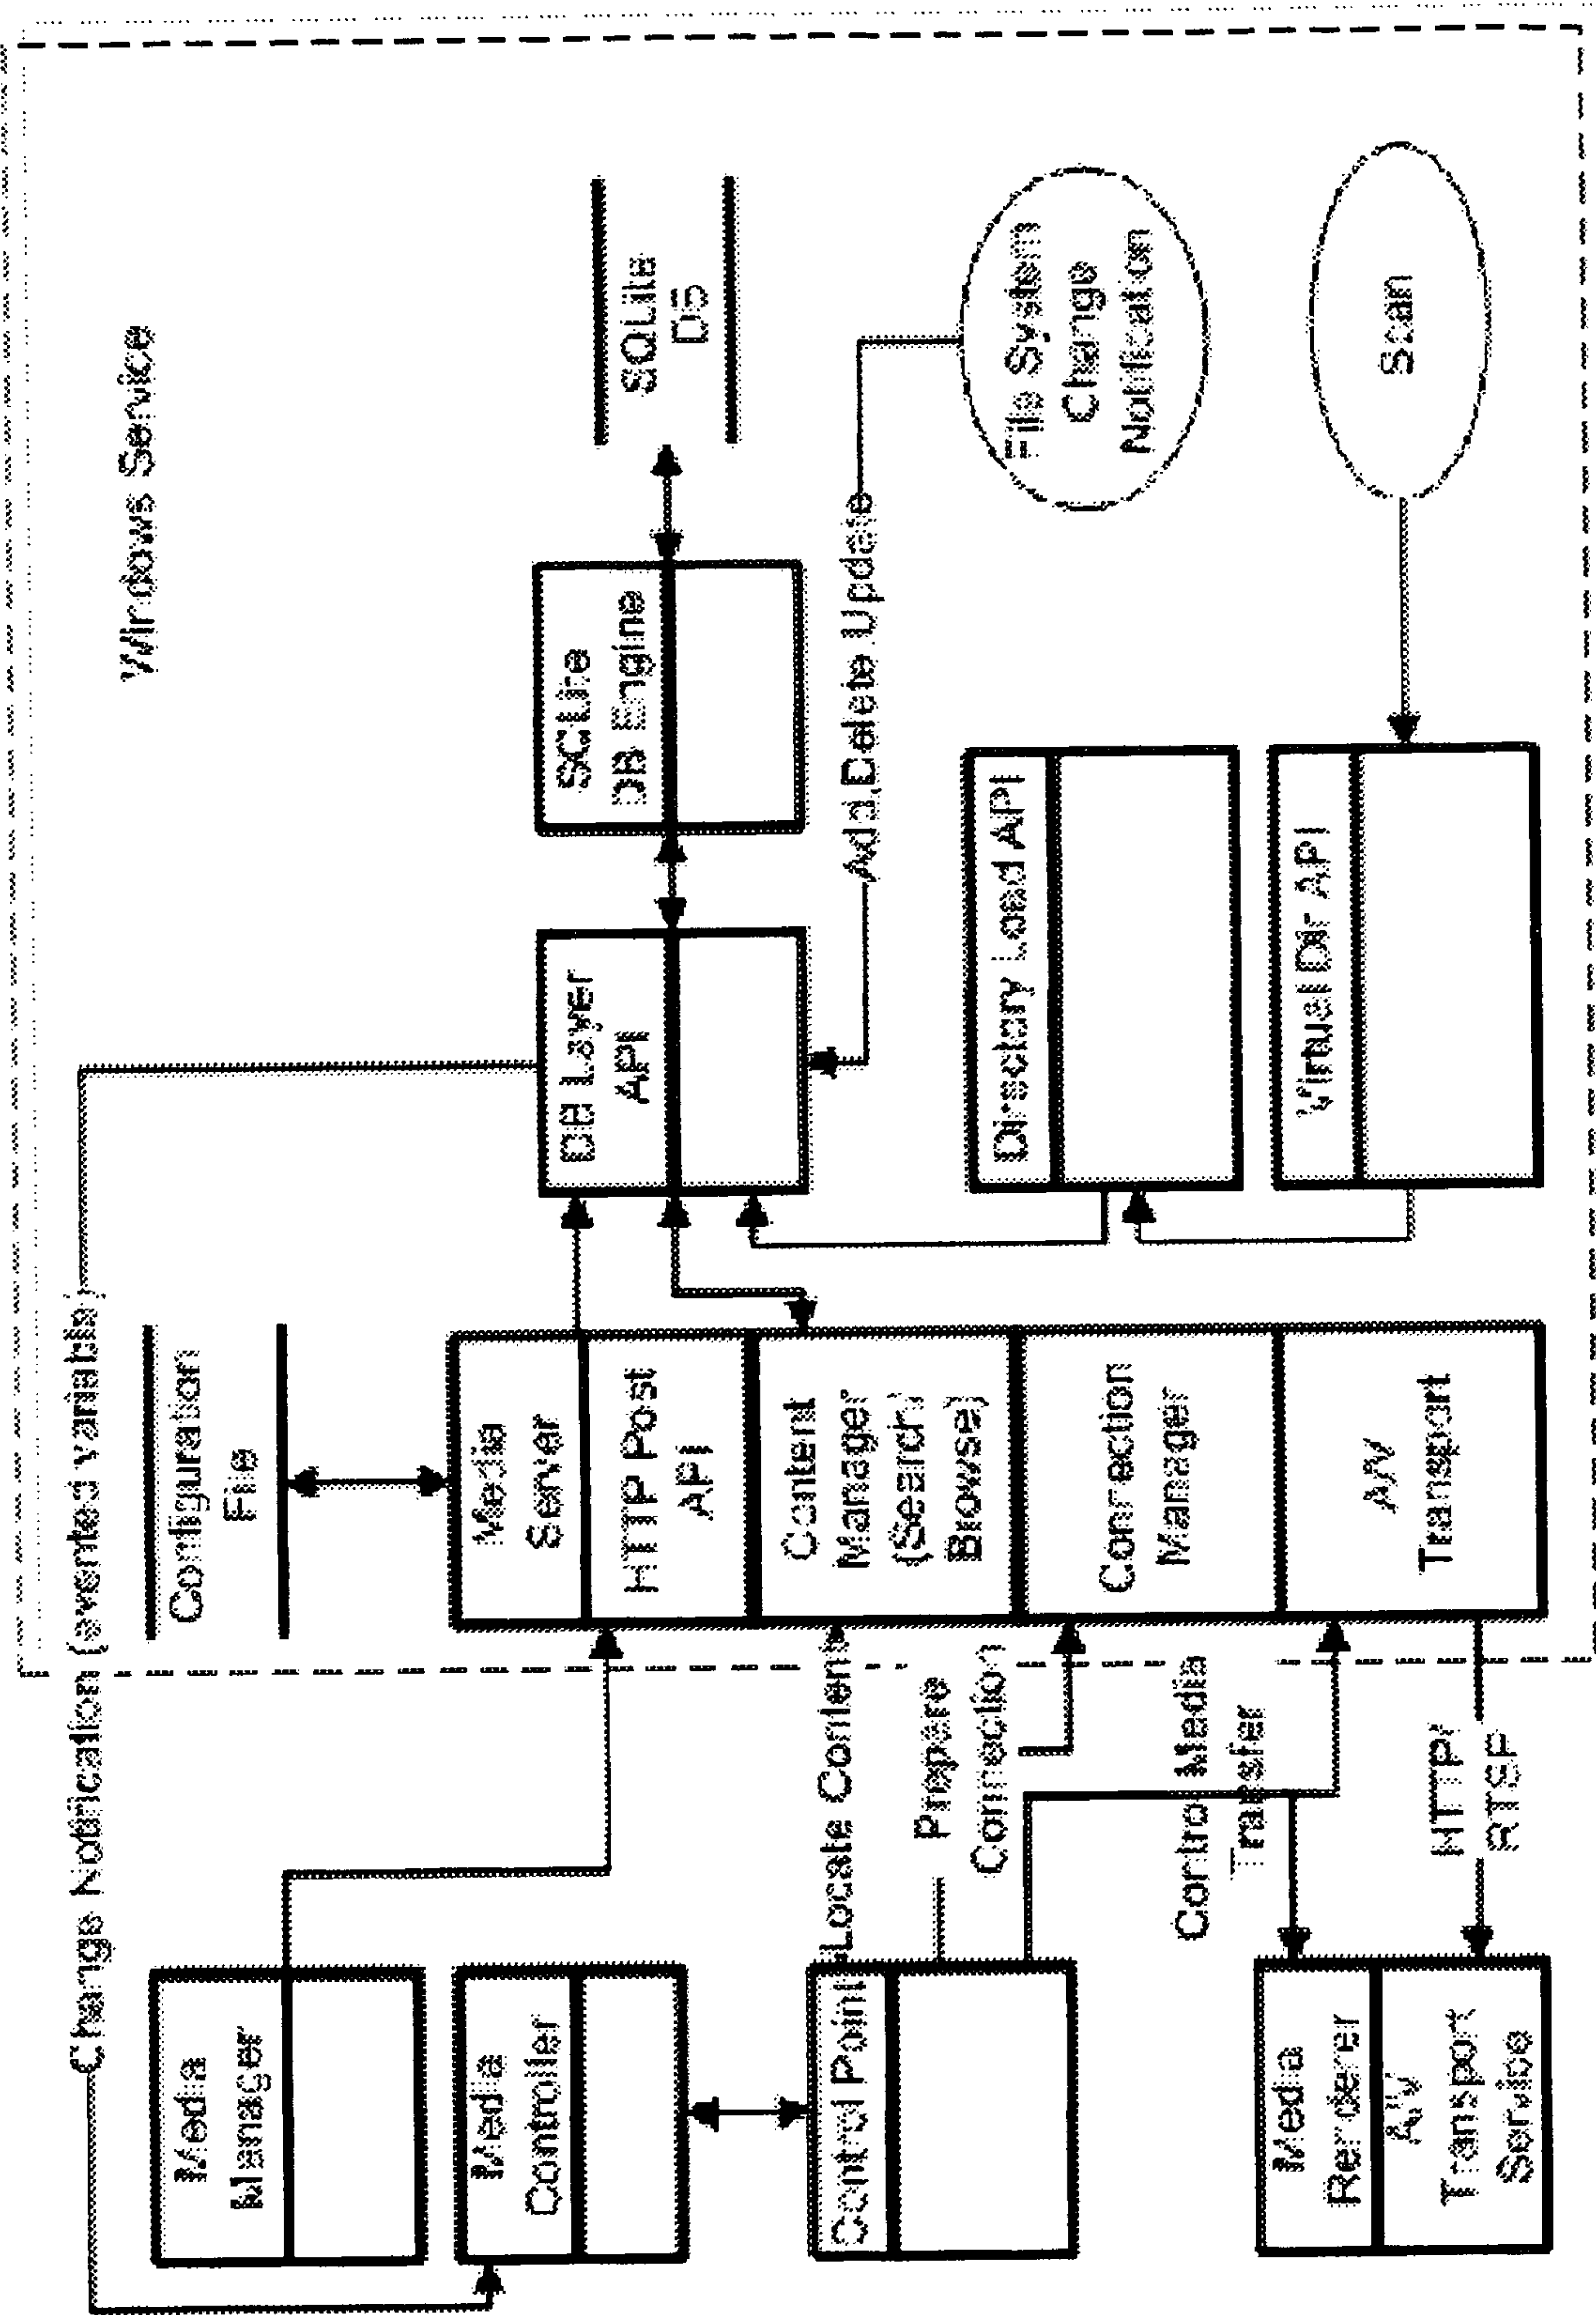 Change Notification (evented variable)
Windows Service
Configuration
File
Media
Manager
Media
Controller
Media
Server
HTTP Post
API
Content
Manager
(Search/
Browse)
Connection
Manager
A/V
Transport
DB Layer
API
SQLite
DB Engine
SQLite
DB
Add,Delete,Update
File System
Change
Notification
Directory Load API
Virtual Dir API
Scan
Control Point
Locate Content
Prepare
Connection
Control Media
Transfer
HTTP/
RTSP
Media
Renderer
A/V
Transport
Service